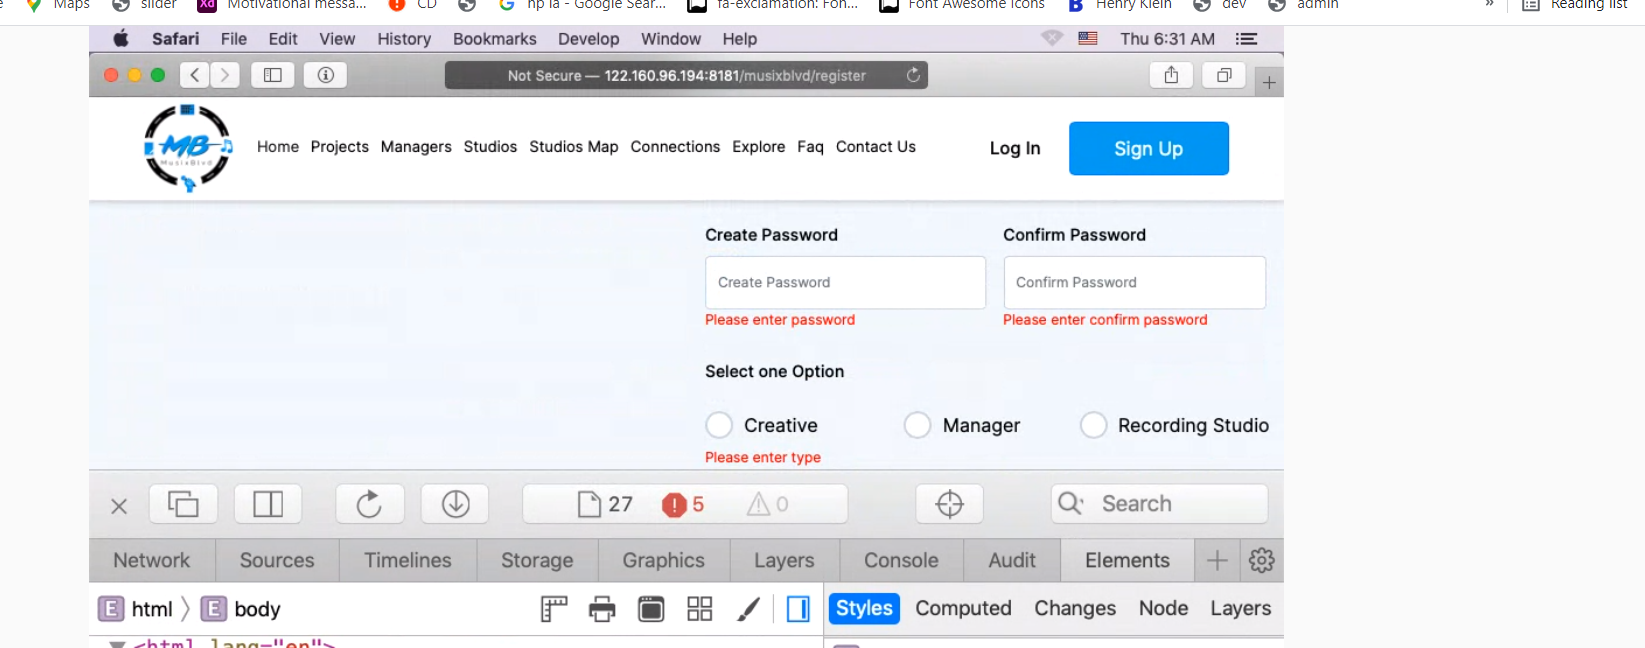 Maps slider Xd Motivational messa... CD G hp la - Google Sear... fa-exclamation: Fon... Font Awesome Icons B Henry Klein dev admin » Reading list
Safari File Edit View History Bookmarks Develop Window Help Thu 6:31 AM
Not Secure — 122.160.96.194:8181/musixblvd/register
MB
MusixBlvd
Home Projects Managers Studios Studios Map Connections Explore Faq Contact Us Log In Sign Up
Create Password Confirm Password
Create Password Confirm Password
Please enter password Please enter confirm password
Select one Option
Creative Manager Recording Studio
Please enter type
27 5 0 Search
Network Sources Timelines Storage Graphics Layers Console Audit Elements
E html E body Styles Computed Changes Node Layers
<html lang="en">